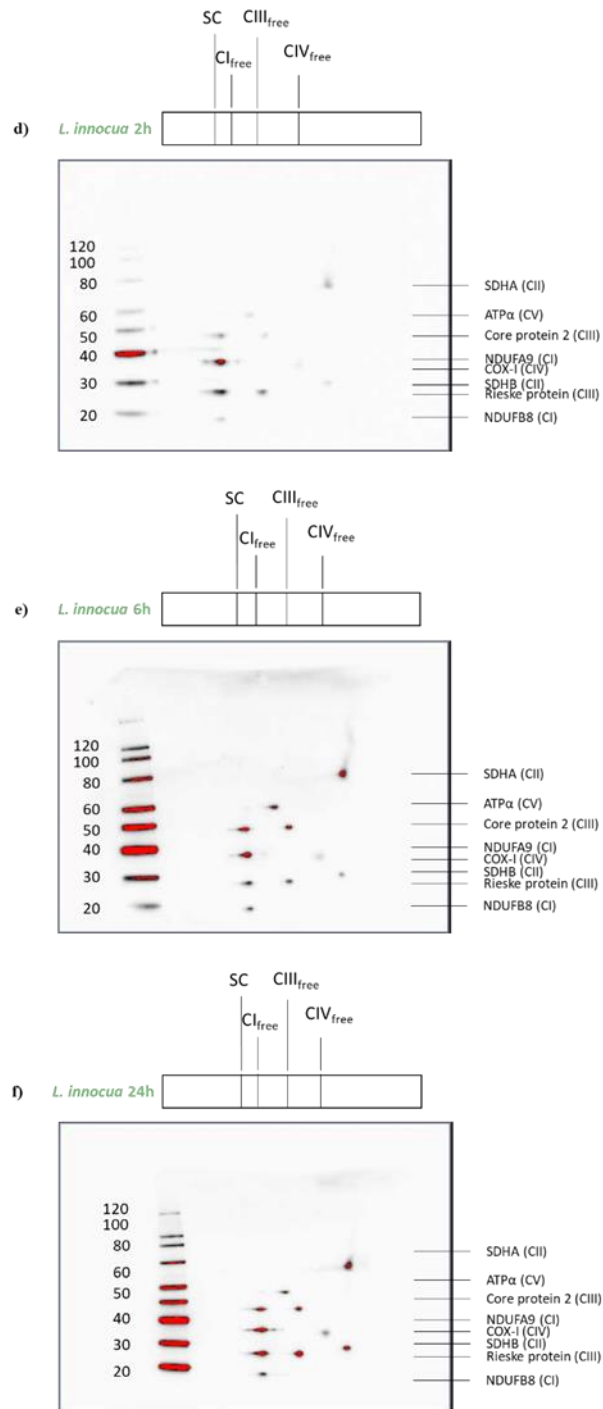 SC
CIIIfree
CIfree
CIVfree
d)
L. innocua 2h
120
100
80
60
50
40
30
20
SDHA (CII)
ATPα (CV)
Core protein 2 (CIII)
NDUFA9 (CI)
COX-I (CIV)
SDHB (CII)
Rieske protein (CIII)
NDUFB8 (CI)
SC
CIIIfree
CIfree
CIVfree
e)
L. innocua 6h
120
100
80
60
50
40
30
20
SDHA (CII)
ATPα (CV)
Core protein 2 (CIII)
NDUFA9 (CI)
COX-I (CIV)
SDHB (CII)
Rieske protein (CIII)
NDUFB8 (CI)
SC
CIIIfree
CIfree
CIVfree
f)
L. innocua 24h
120
100
80
60
50
40
30
20
SDHA (CII)
ATPα (CV)
Core protein 2 (CIII)
NDUFA9 (CI)
COX-I (CIV)
SDHB (CII)
Rieske protein (CIII)
NDUFB8 (CI)